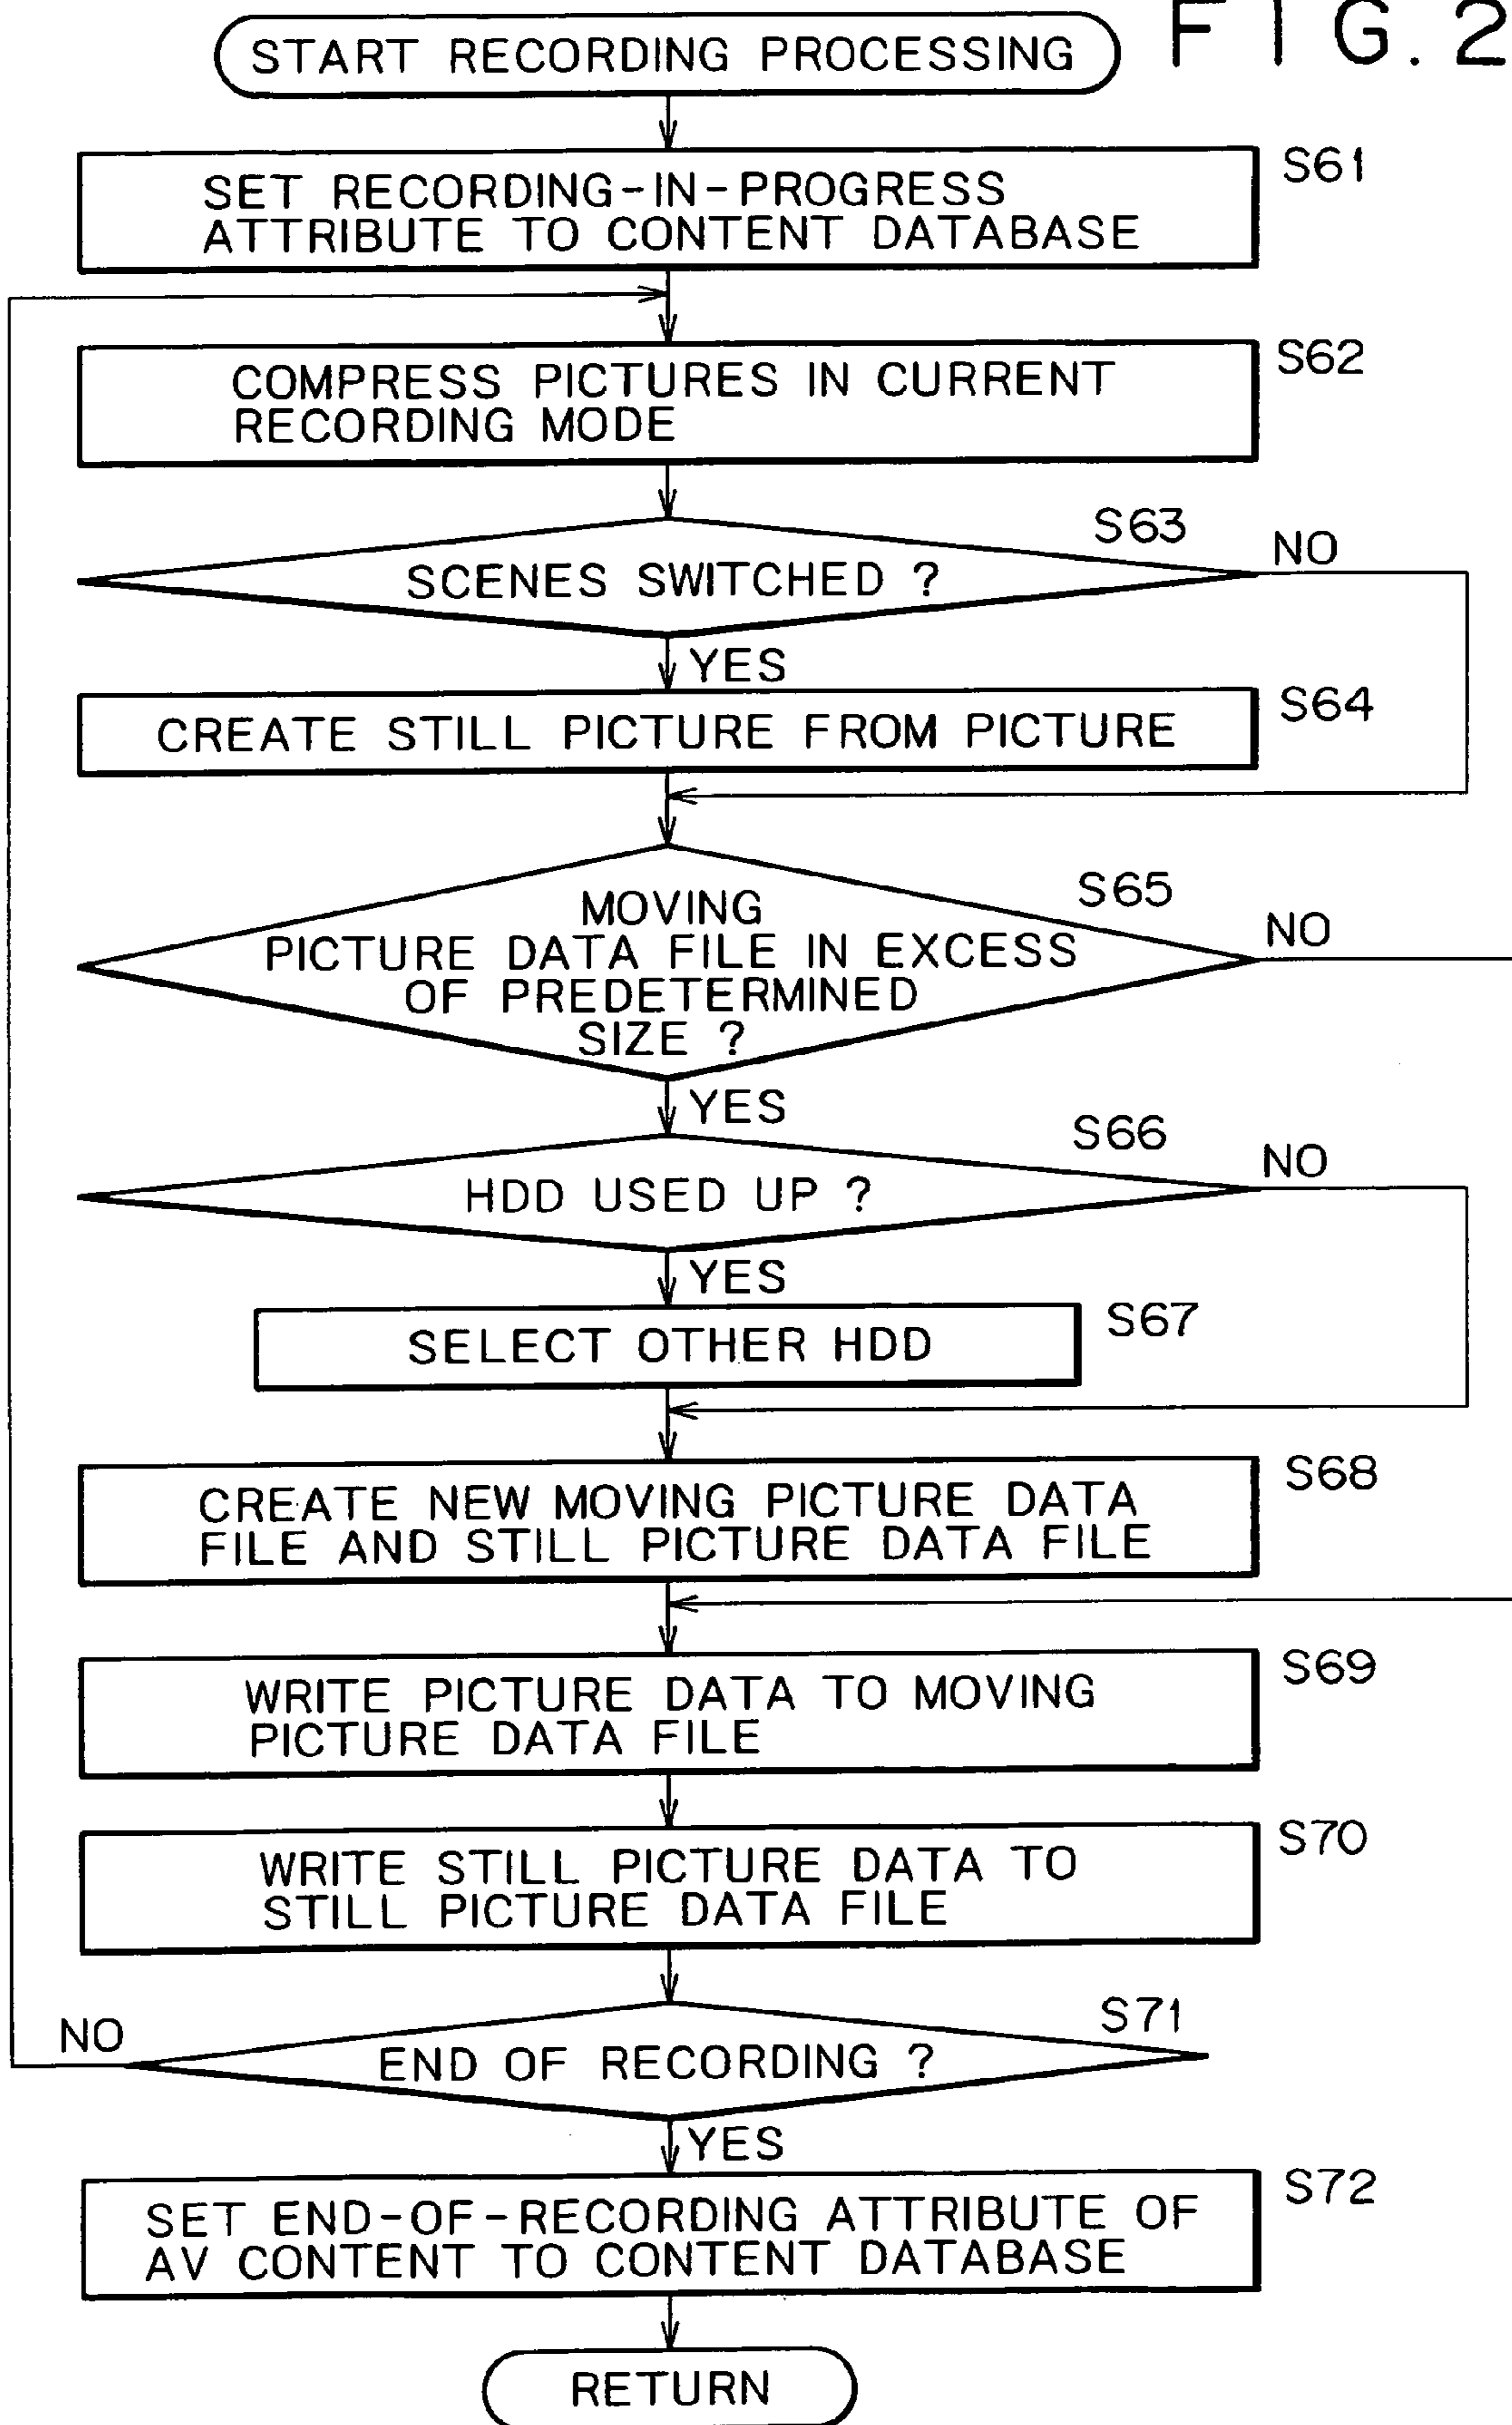 FIG.2
START RECORDING PROCESSING
S61
SET RECORDING-IN-PROGRESS
ATTRIBUTE TO CONTENT DATABASE
S62
COMPRESS PICTURES IN CURRENT
RECORDING MODE
S63
NO
SCENES SWITCHED ?
YES
S64
CREATE STILL PICTURE FROM PICTURE
S65
NO
MOVING
PICTURE DATA FILE IN EXCESS
OF PREDETERMINED
SIZE ?
YES
S66
NO
HDD USED UP ?
YES
S67
SELECT OTHER HDD
S68
CREATE NEW MOVING PICTURE DATA
FILE AND STILL PICTURE DATA FILE
S69
WRITE PICTURE DATA TO MOVING
PICTURE DATA FILE
S70
WRITE STILL PICTURE DATA TO
STILL PICTURE DATA FILE
S71
NO
END OF RECORDING ?
YES
S72
SET END-OF-RECORDING ATTRIBUTE OF
AV CONTENT TO CONTENT DATABASE
RETURN